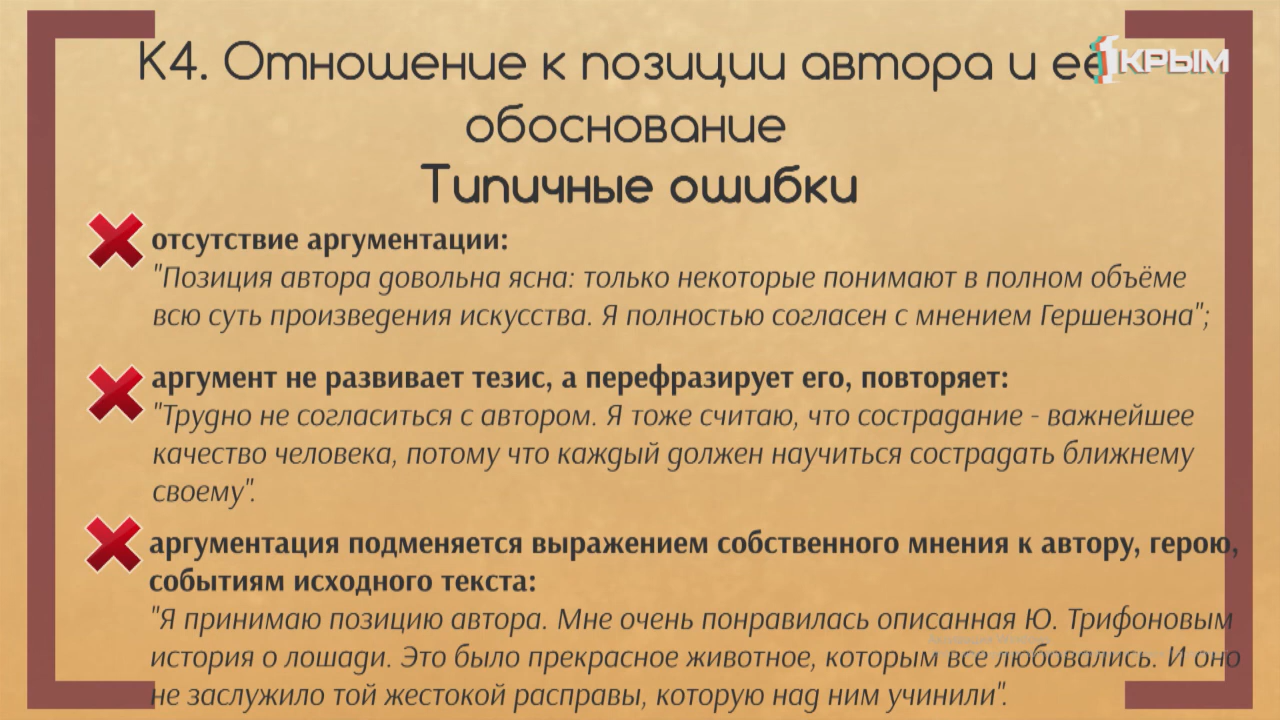 К4. Отношение к позиции автора и её
1КРЫМ
обоснование
Типичные ошибки
отсутствие аргументации:
"Позиция автора довольна ясна: только некоторые понимают в полном объёме
всю суть произведения искусства. Я полностью согласен с мнением Гершензона";
аргумент не развивает тезис, а перефразирует его, повторяет:
"Трудно не согласиться с автором. Я тоже считаю, что сострадание - важнейшее
качество человека, потому что каждый должен научиться сострадать ближнему
своему".
аргументация подменяется выражением собственного мнения к автору, герою,
событиям исходного текста:
"Я принимаю позицию автора. Мне очень понравилась описанная Ю. Трифоновым
история о лошади. Это было прекрасное животное, которым все любовались. И оно
не заслужило той жестокой расправы, которую над ним учинили".